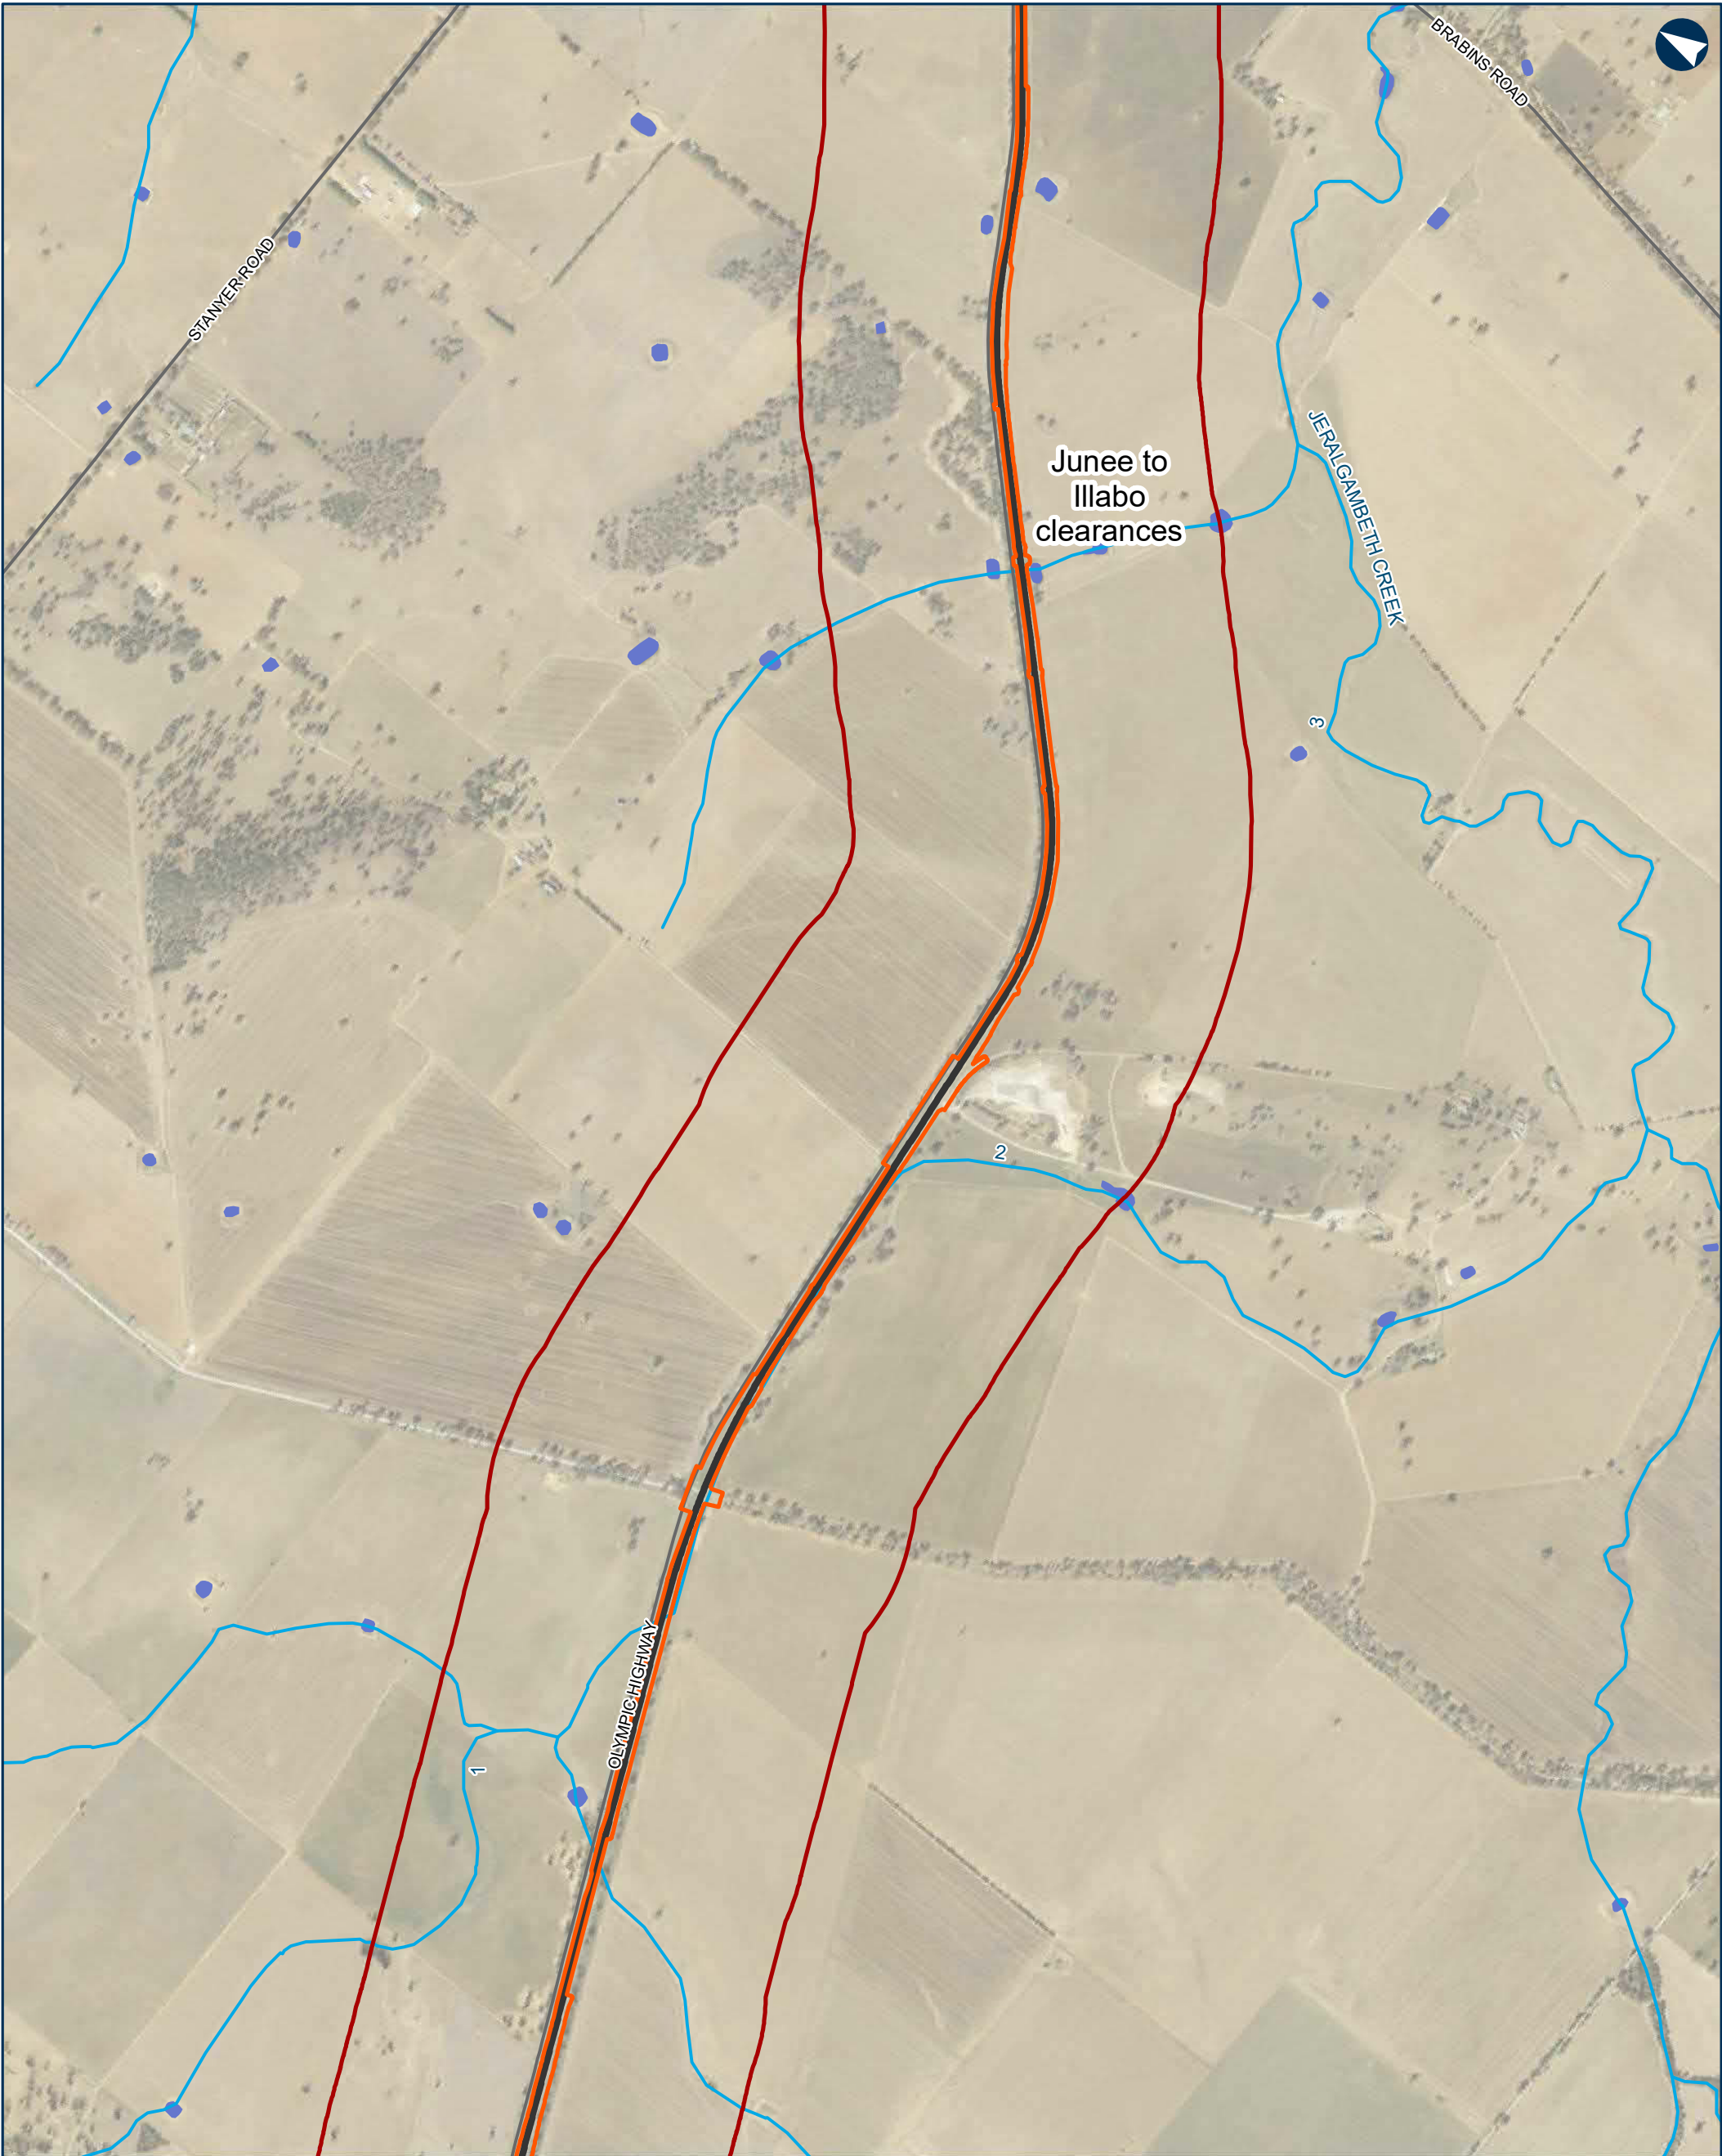 BRABINS ROAD
STANYER ROAD
Junee to
Illabo
clearances
JERALGAMBETH CREEK
3
2
OLYMPIC HIGHWAY
1